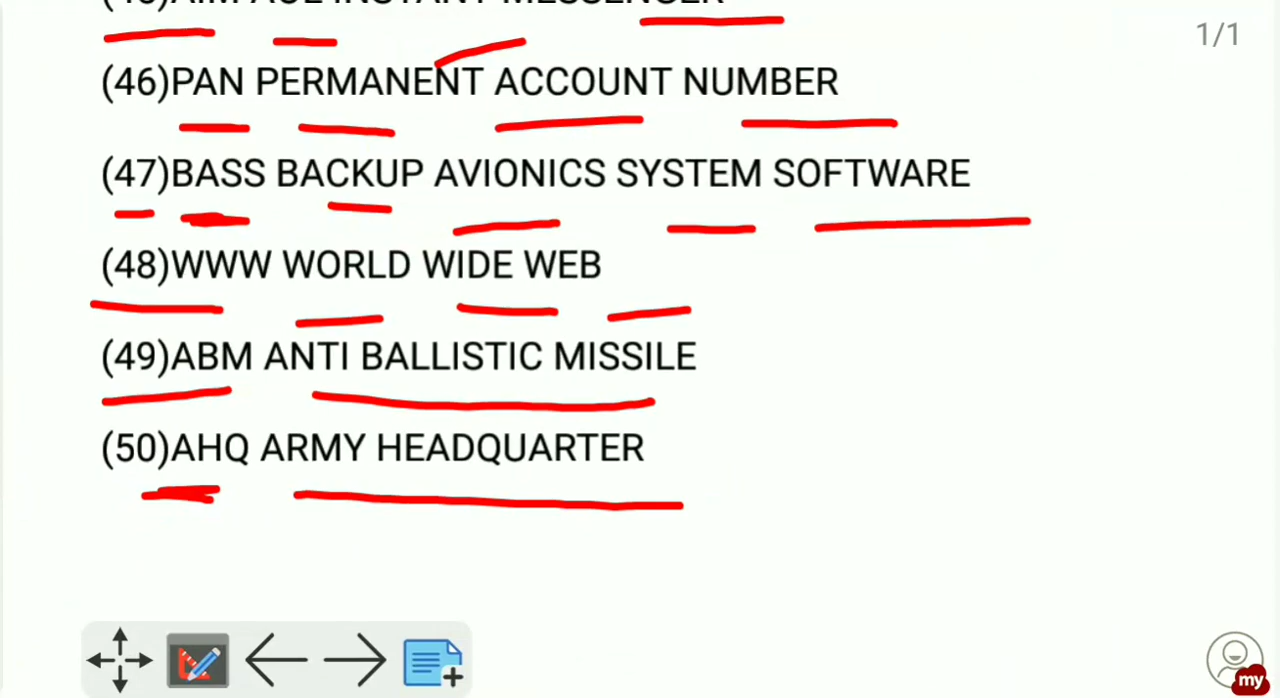 1/1
(46)PAN PERMANENT ACCOUNT NUMBER
(47)BASS BACKUP AVIONICS SYSTEM SOFTWARE
(48)WWW WORLD WIDE WEB
(49)ABM ANTI BALLISTIC MISSILE
(50)AHQ ARMY HEADQUARTER
my